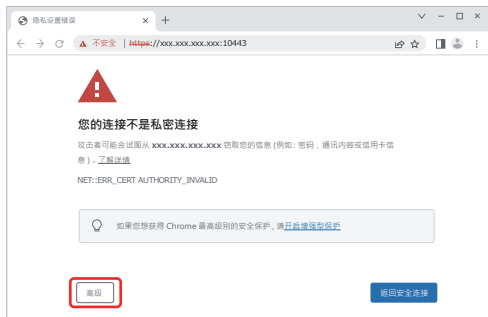 隐私设置错误
不安全 | https://xxx.xxx.xxx.xxx:10443
您的连接不是私密连接
攻击者可能会试图从 xxx.xxx.xxx.xxx 窃取您的信息 (例如: 密码 , 通讯内容或信用卡信
息 ) 。了解详情
NET::ERR_CERT AUTHORITY_INVALID
如果您想获得 Chrome 最高级别的安全保护 , 请开启增强型保护
高级
返回安全连接